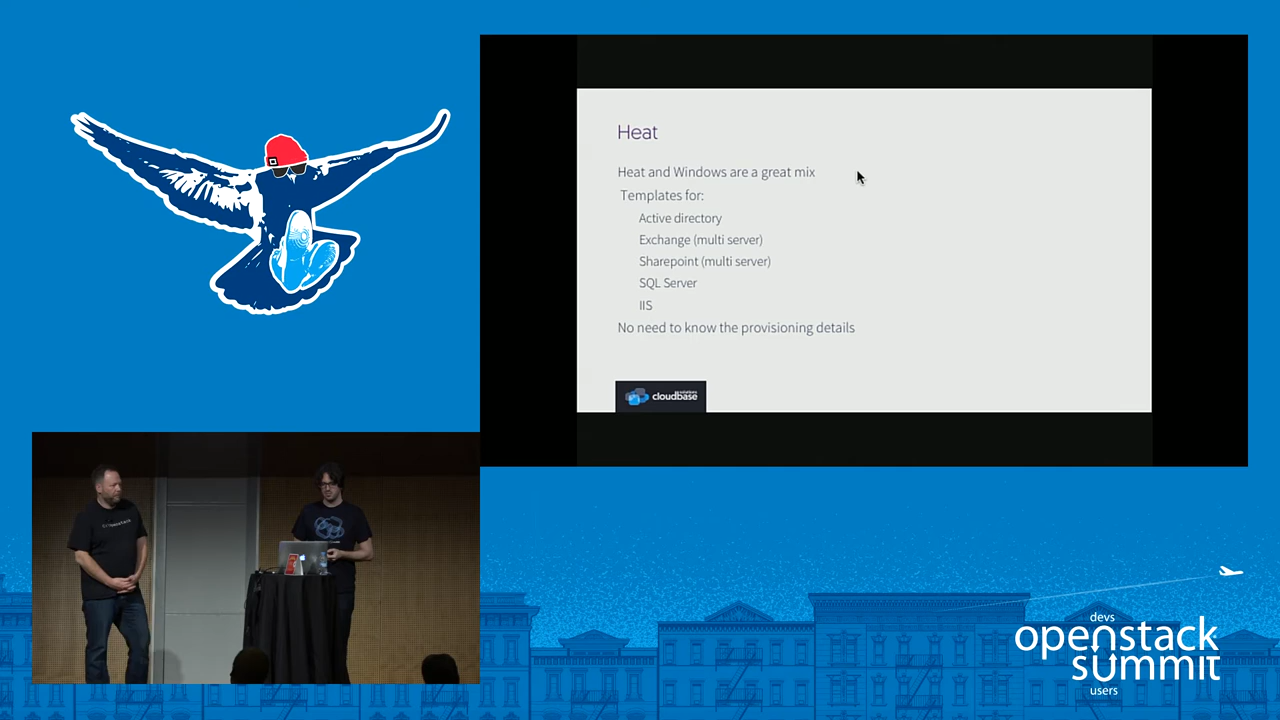 Heat
Heat and Windows are a great mix
Templates for:
Active directory
Exchange (multi server)
Sharepoint (multi server)
SQL Server
IIS
No need to know the provisioning details
cloudbase
solutions
devs
openstack
summit
users